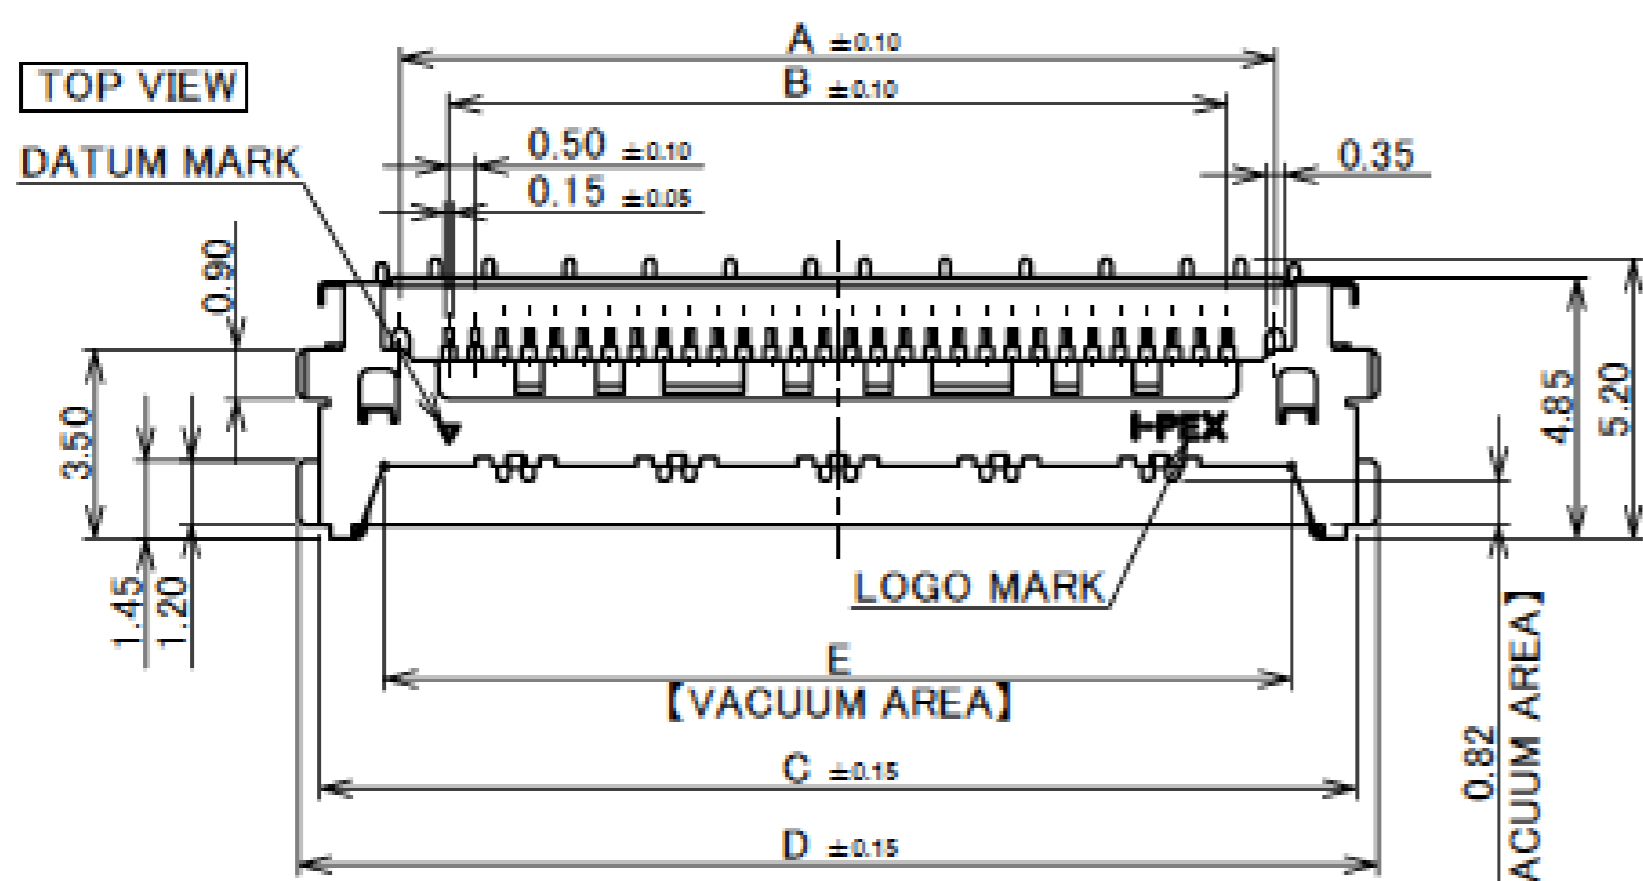 A ±0.10
TOP VIEW
B ±0.10
DATUM MARK
0.50 ±0.10
0.35
0.15 ±0.05
0.90
3.50
4.85
5.20
I-PEX
1.45
1.20
LOGO MARK
E
【VACUUM AREA】
0.82
ACUUM AREA】
C ±0.15
D ±0.15